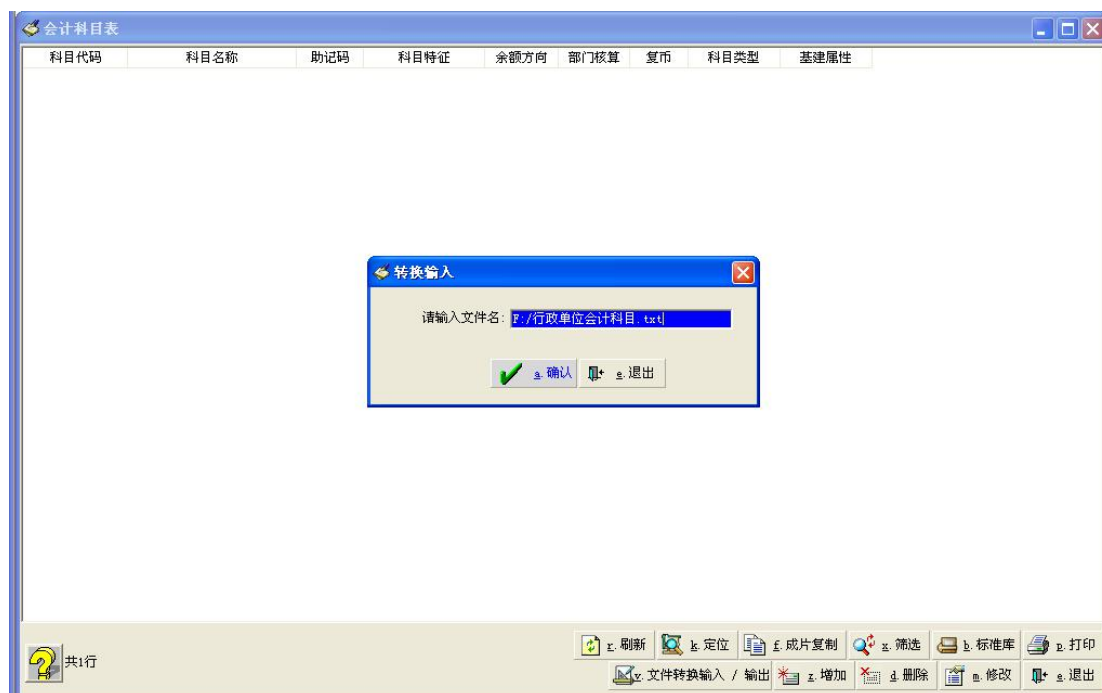 会计科目表
科目代码 科目名称 助记码 科目特征 余额方向 部门核算 复币 科目类型 基建属性
转换输入
请输入文件名: F:/行政单位会计科目.txt
a.确认 e.退出
r.刷新 k.定位 f.成片复制 x.筛选 b.标准库 p.打印
共1行
v.文件转换输入 / 输出 z.增加 d.删除 m.修改 e.退出